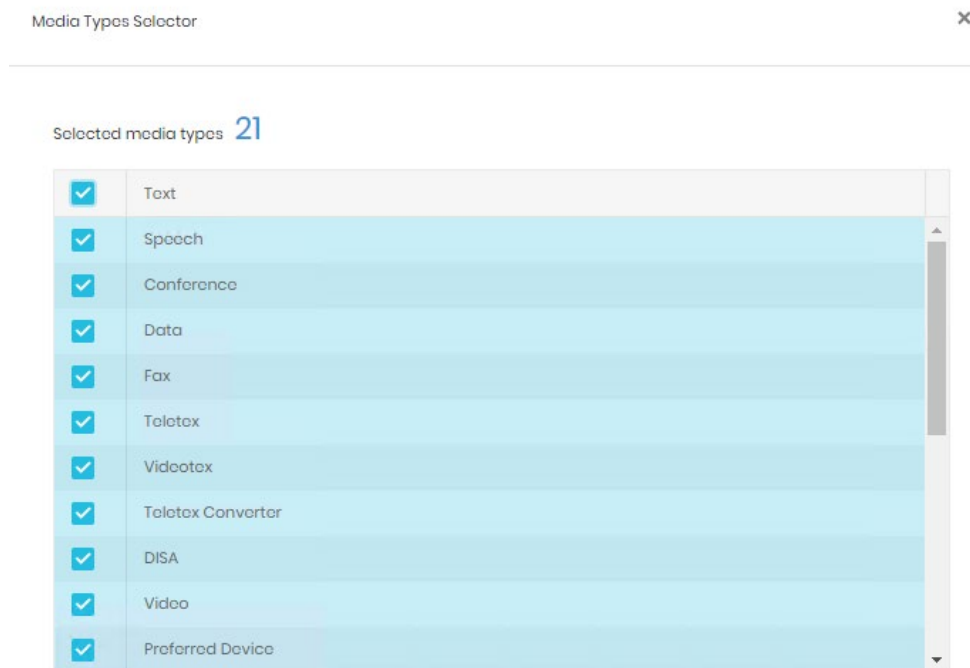 Media Types Selector
Selected media types 21
Text
Speech
Conference
Data
Fax
Teletex
Videotex
Teletex Converter
DISA
Video
Preferred Device